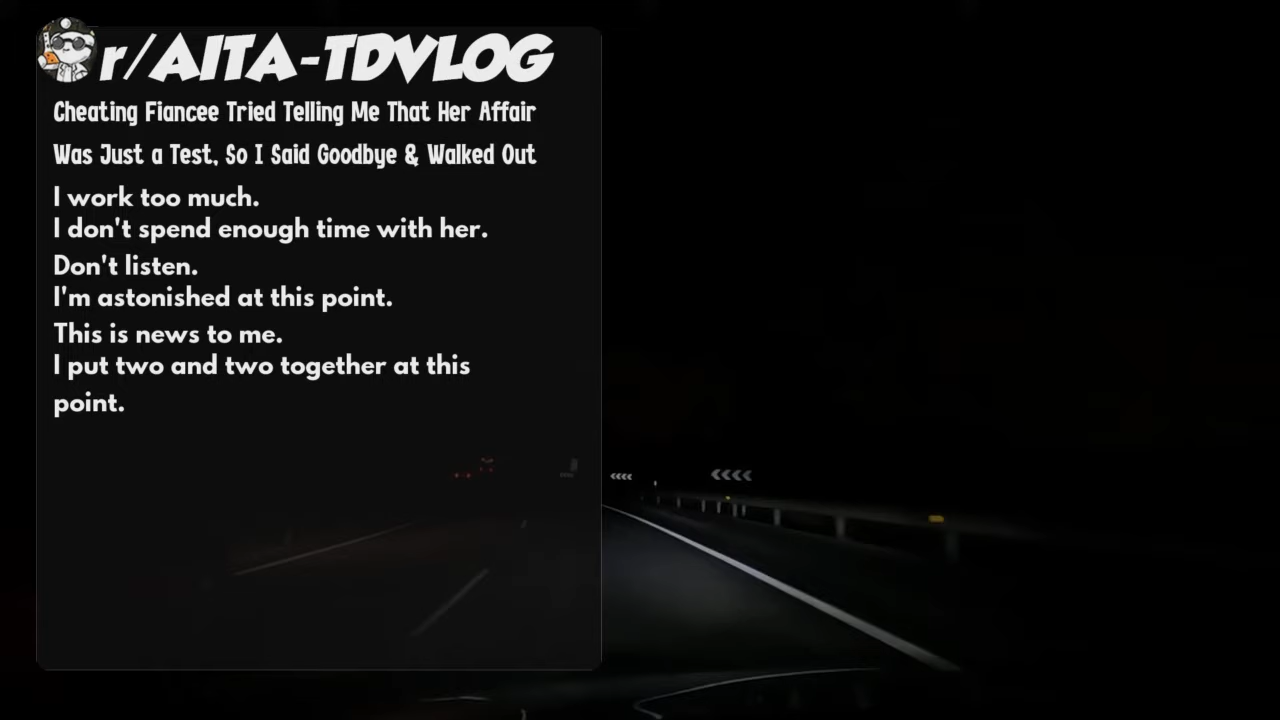 r/AITA-TDVLOG
Cheating Fiancee Tried Telling Me That Her Affair
Was Just a Test, So I Said Goodbye & Walked Out
I work too much.
I don't spend enough time with her.
Don't listen.
I'm astonished at this point.
This is news to me.
I put two and two together at this
point.